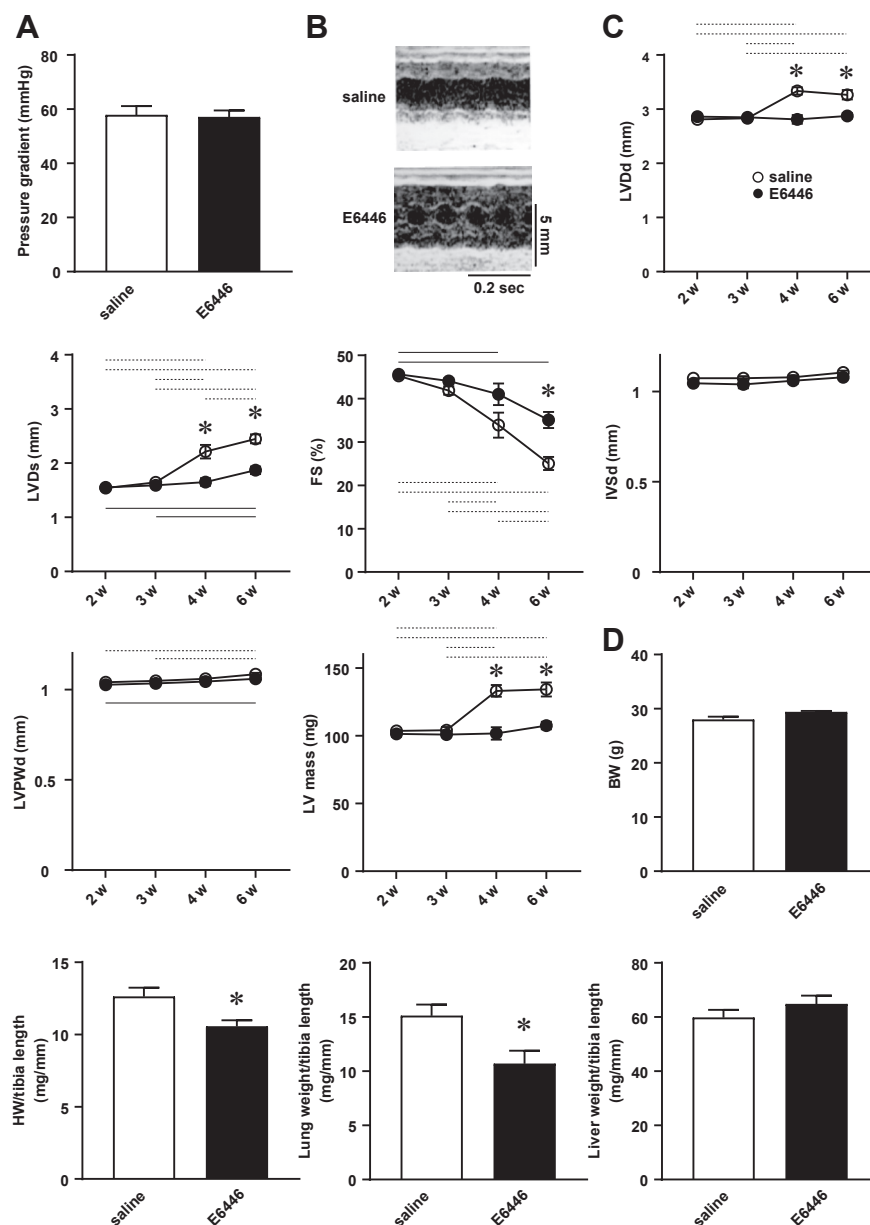 A
Pressure gradient (mmHg)
80
60
40
20
0
saline
E6446
B
saline
E6446
5 mm
0.2 sec
C
LVDd (mm)
4
3
2
1
0
* *
saline
E6446
2 w
3 w
4 w
6 w
LVDs (mm)
4
3
2
1
0
* *
2 w
3 w
4 w
6 w
FS (%)
50
40
30
20
10
0
*
2 w
3 w
4 w
6 w
IVSd (mm)
1
0.5
0
2 w
3 w
4 w
6 w
LVPWd (mm)
1
0.5
0
2 w
3 w
4 w
6 w
LV mass (mg)
150
100
50
0
* *
2 w
3 w
4 w
6 w
D
BW (g)
40
30
20
10
0
saline
E6446
HW/tibia length
(mg/mm)
15
10
5
0
*
saline
E6446
Lung weight/tibia length
(mg/mm)
20
15
10
5
0
*
saline
E6446
Liver weight/tibia length
(mg/mm)
80
60
40
20
0
saline
E6446